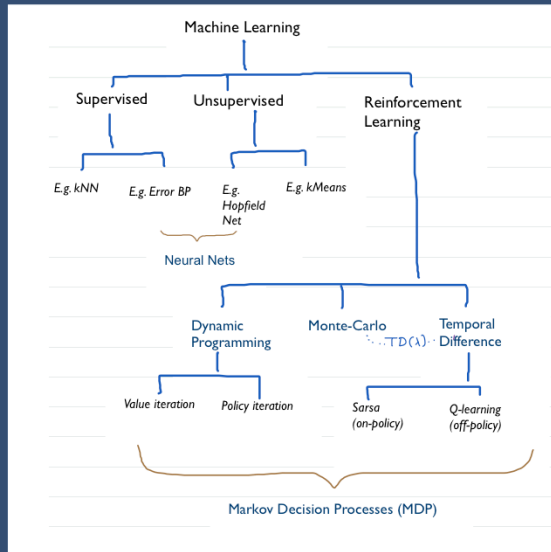 Machine Learning
Supervised
Unsupervised
Reinforcement
Learning
E.g. kNN
E.g. Error BP
E.g.
Hopfield
Net
E.g. kMeans
Neural Nets
Dynamic
Programming
Monte-Carlo
...TD(λ)...
Temporal
Difference
Value iteration
Policy iteration
Sarsa
(on-policy)
Q-learning
(off-policy)
Markov Decision Processes (MDP)